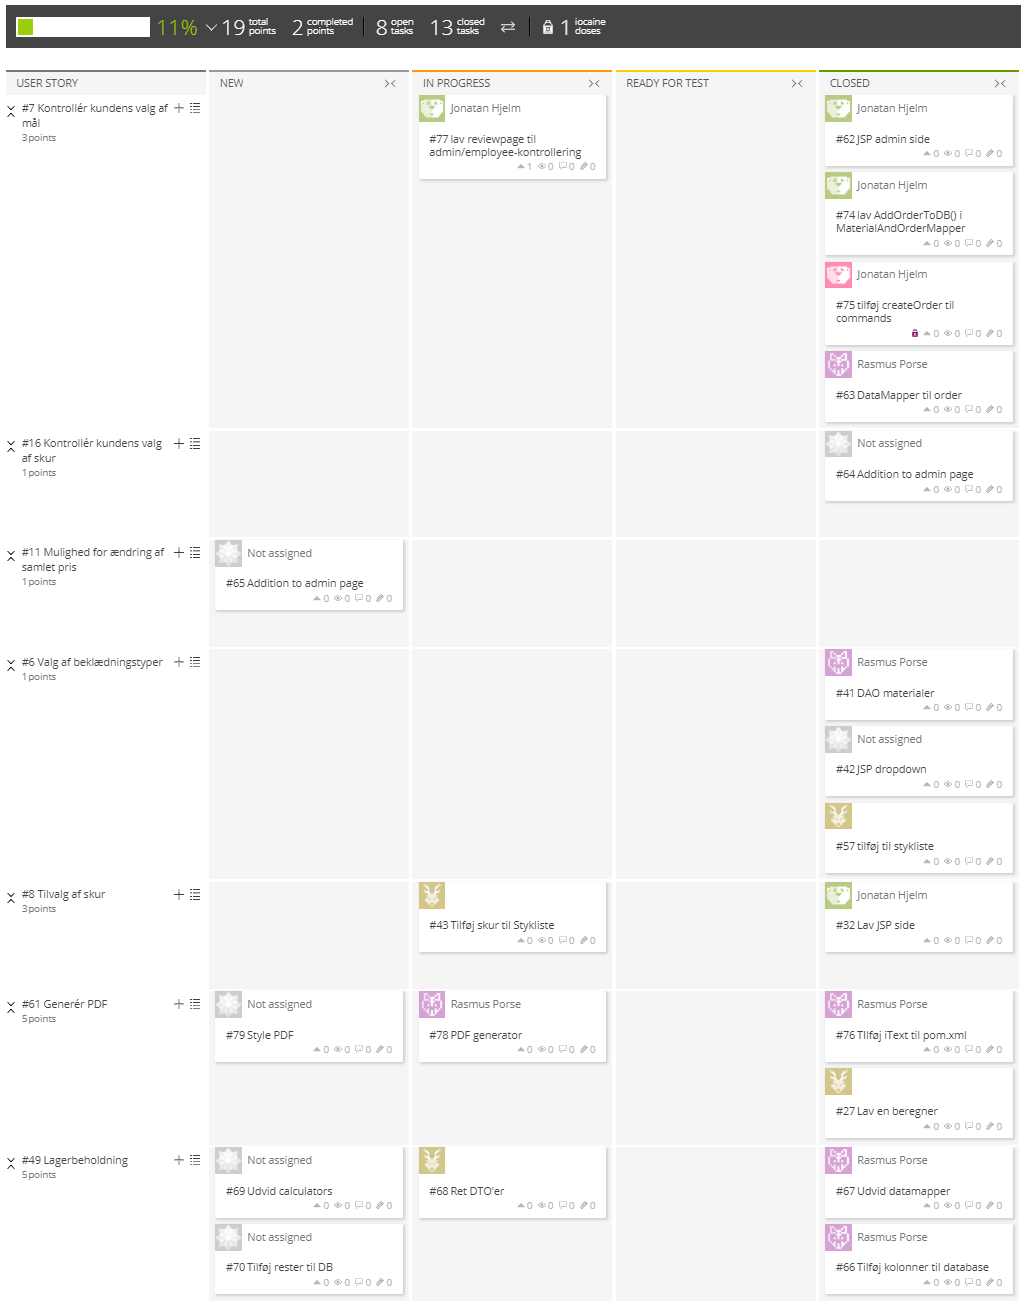 11% 19 total points 2 completed points 8 open tasks 13 closed tasks 1 iocaine doses
USER STORY NEW IN PROGRESS READY FOR TEST CLOSED
#7 Kontrollér kundens valg af
mål
3 points
Jonatan Hjelm
#77 lav reviewpage til
admin/employee-kontrollering
1 0 0 0
Jonatan Hjelm
#62 JSP admin side
0 0 0 0
Jonatan Hjelm
#74 lav AddOrderToDB() i
MaterialAndOrderMapper
0 0 0 0
Jonatan Hjelm
#75 tilføj createOrder til
commands
0 0 0 0
Rasmus Porse
#63 DataMapper til order
0 0 0 0
#16 Kontrollér kundens valg
af skur
1 points
Not assigned
#64 Addition to admin page
0 0 0 0
#11 Mulighed for ændring af
samlet pris
1 points
Not assigned
#65 Addition to admin page
0 0 0 0
#6 Valg af beklædningstyper
1 points
Rasmus Porse
#41 DAO materialer
0 0 0 0
Not assigned
#42 JSP dropdown
0 0 0 0
#57 tilføj til stykliste
0 0 0 0
#8 Tilvalg af skur
3 points
#43 Tilføj skur til Stykliste
0 0 0 0
Jonatan Hjelm
#32 Lav JSP side
0 0 0 0
#61 Generér PDF
5 points
Not assigned
#79 Style PDF
0 0 0 0
Rasmus Porse
#78 PDF generator
0 0 0 0
Rasmus Porse
#76 TIlføj iText til pom.xml
0 0 0 0
#27 Lav en beregner
0 0 0 0
#49 Lagerbeholdning
5 points
Not assigned
#69 Udvid calculators
0 0 0 0
Not assigned
#70 Tilføj rester til DB
0 0 0 0
#68 Ret DTO'er
0 0 0 0
Rasmus Porse
#67 Udvid datamapper
0 0 0 0
Rasmus Porse
#66 Tilføj kolonner til database
0 0 0 0